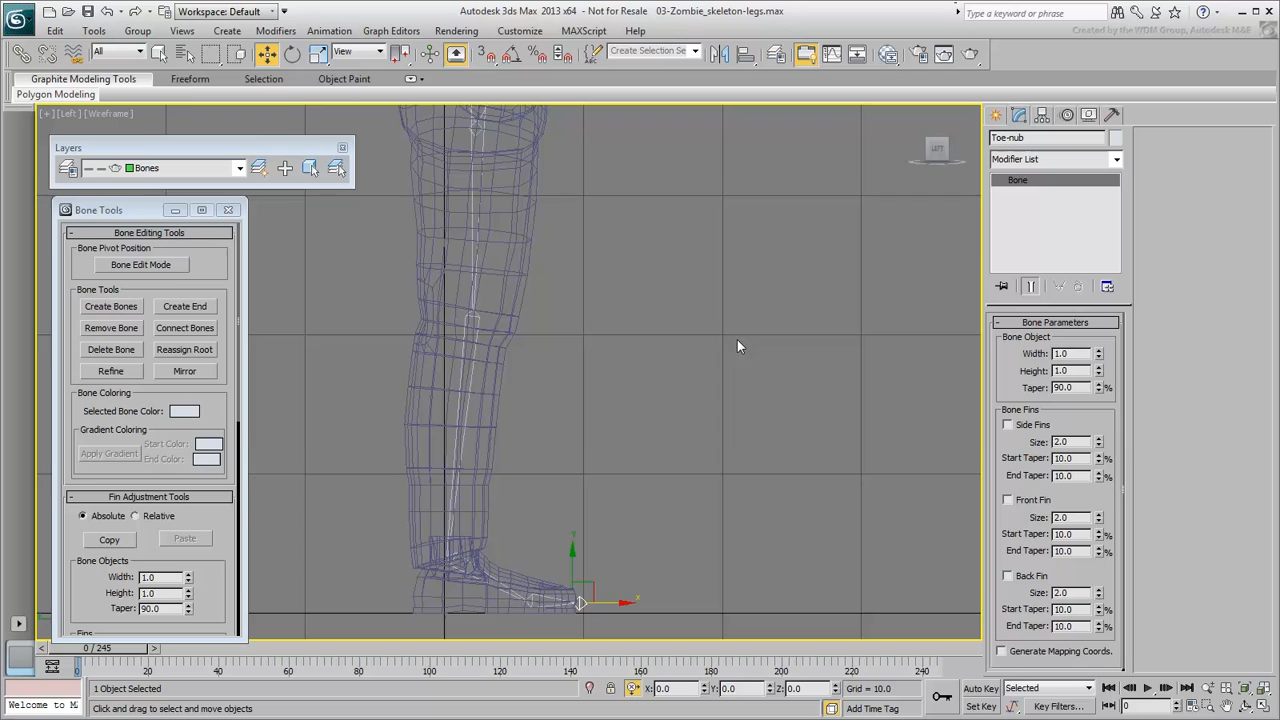 Workspace: Default
Autodesk 3ds Max 2013 x64 - Not for Resale 03-Zombie_skeleton-legs.max
Type a keyword or phrase
Edit Tools Group Views Create Modifiers Animation Graph Editors Rendering Customize MAXScript Help
Created by the WDM Group, Autodesk M&E
All View Create Selection Se
Graphite Modeling Tools Freeform Selection Object Paint
Polygon Modeling
[+] [Left] [Wireframe]
LEFT
Layers
Bones
Bone Tools
Bone Editing Tools
Bone Pivot Position
Bone Edit Mode
Bone Tools
Create Bones Create End
Remove Bone Connect Bones
Delete Bone Reassign Root
Refine Mirror
Bone Coloring
Selected Bone Color:
Gradient Coloring
Apply Gradient Start Color:
End Color:
Fin Adjustment Tools
Absolute Relative
Copy Paste
Bone Objects
Width: 1.0
Height: 1.0
Taper: 90.0
y
x
Toe-nub
Modifier List
Bone
Bone Parameters
Bone Object
Width: 1.0
Height: 1.0
Taper: 90.0 %
Bone Fins
Side Fins
Size: 2.0
Start Taper: 10.0 %
End Taper: 10.0 %
Front Fin
Size: 2.0
Start Taper: 10.0 %
End Taper: 10.0 %
Back Fin
Size: 2.0
Start Taper: 10.0 %
End Taper: 10.0 %
Generate Mapping Coords.
0 / 245
0 20 40 60 80 100 120 140 160 180 200 220 240
1 Object Selected X: 0.0 Y: 0.0 Z: 0.0 Grid = 10.0 Auto Key Selected
Welcome to M Click and drag to select and move objects Add Time Tag Set Key Key Filters... 0